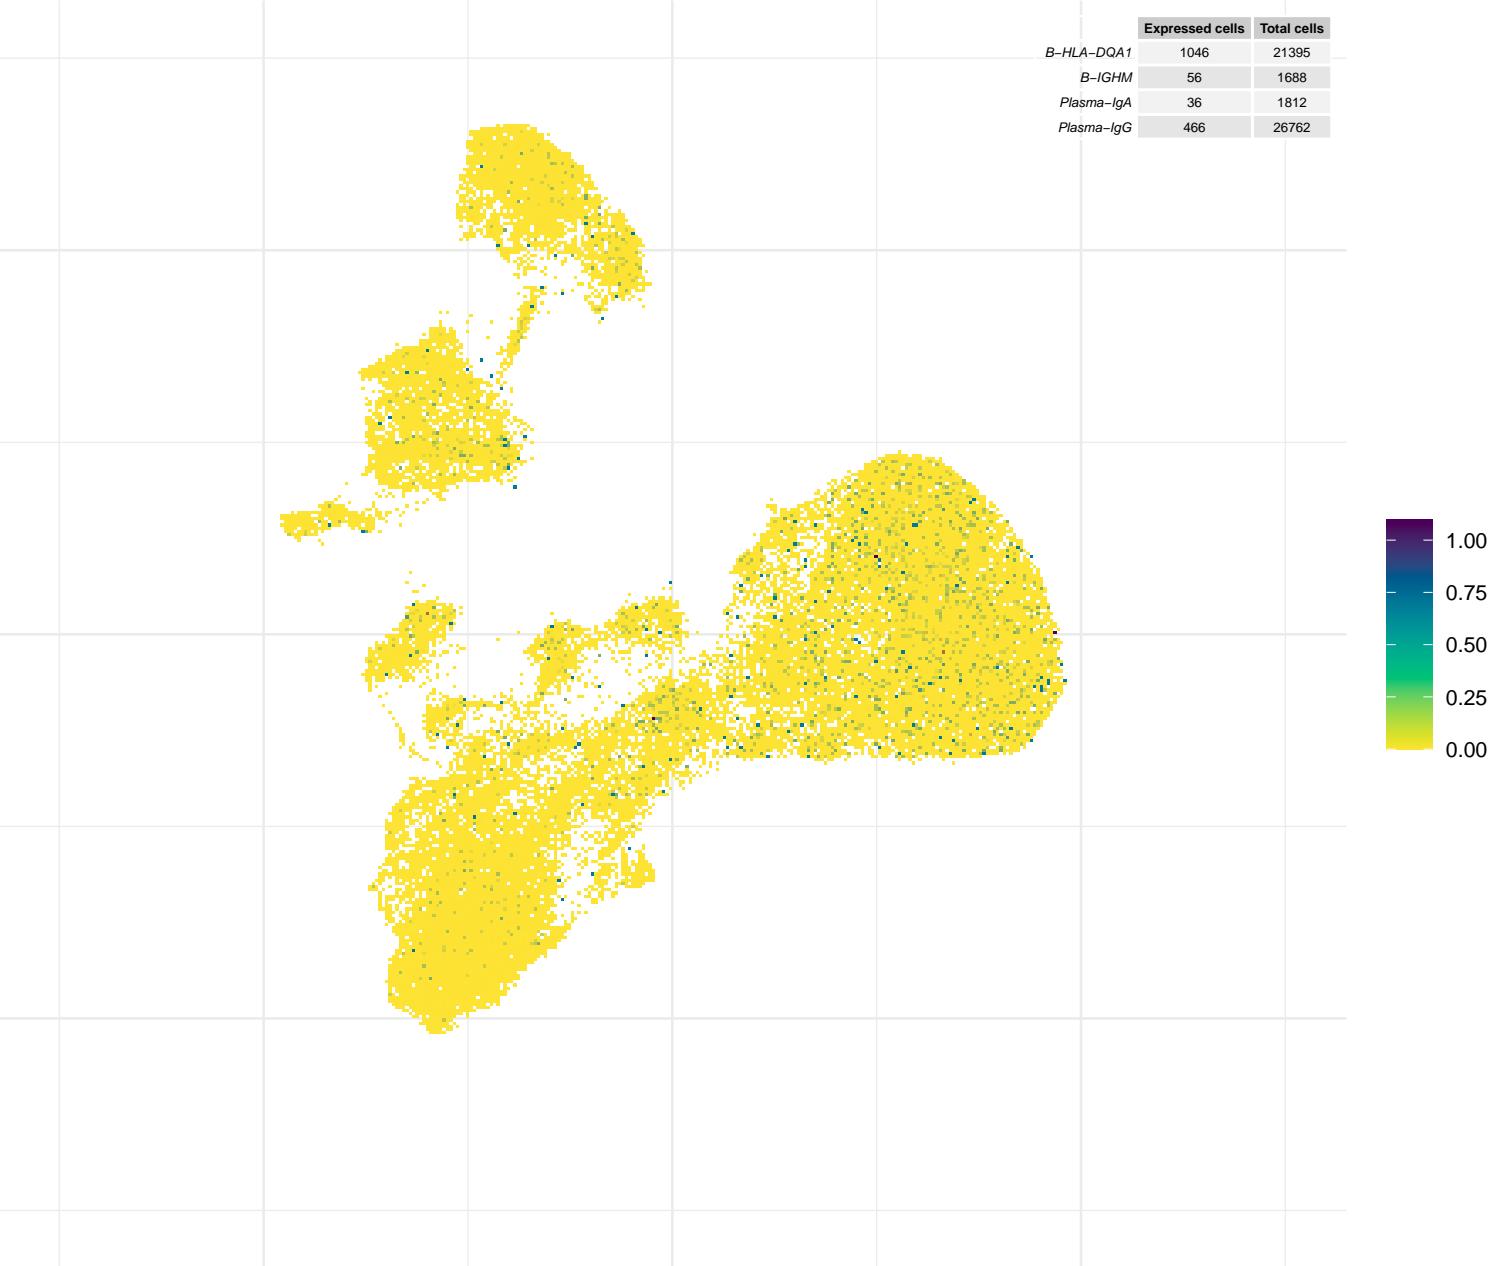 Expressed cells Total cells
B−HLA−DQA1 1046 21395
B−IGHM 56 1688
Plasma−IgA 36 1812
Plasma−IgG 466 26762
1.00
0.75
0.50
0.25
0.00